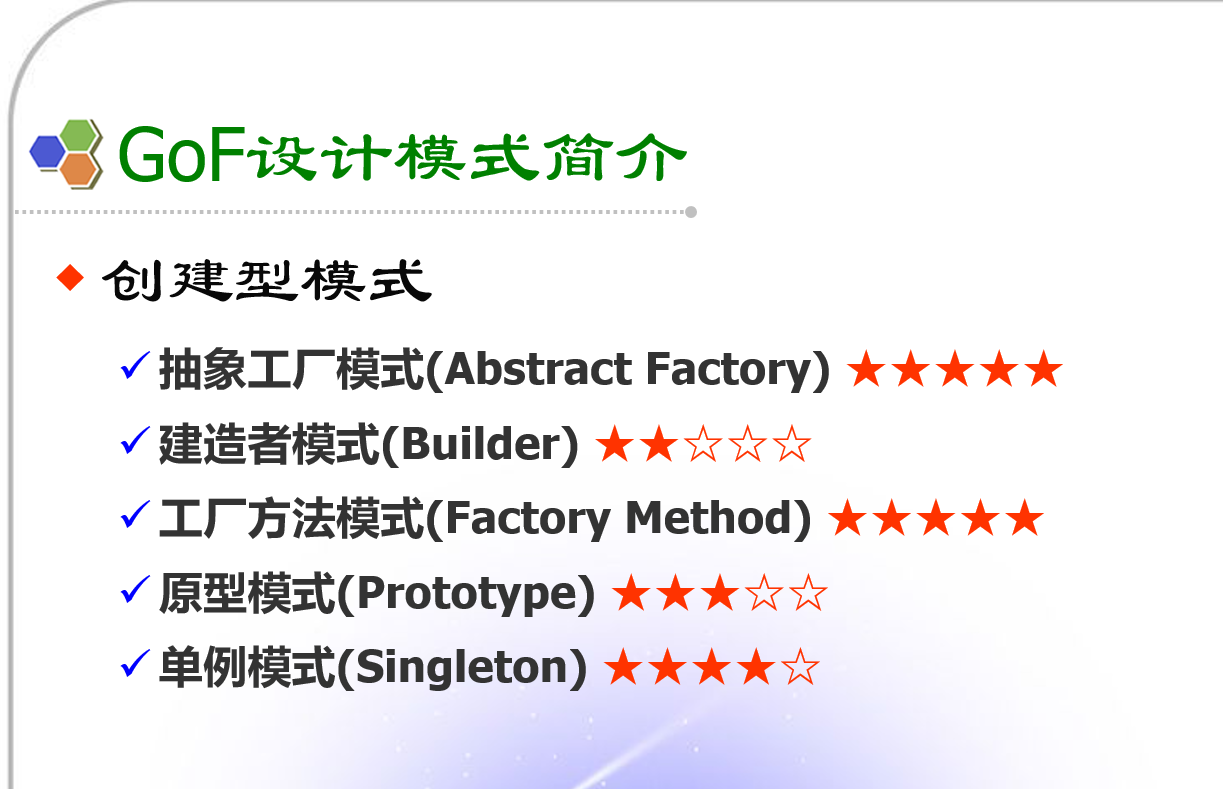 GoF设计模式简介
创建型模式
抽象工厂模式(Abstract Factory) ★★★★★
建造者模式(Builder) ★★☆☆☆
工厂方法模式(Factory Method) ★★★★★
原型模式(Prototype) ★★★☆☆
单例模式(Singleton) ★★★★☆